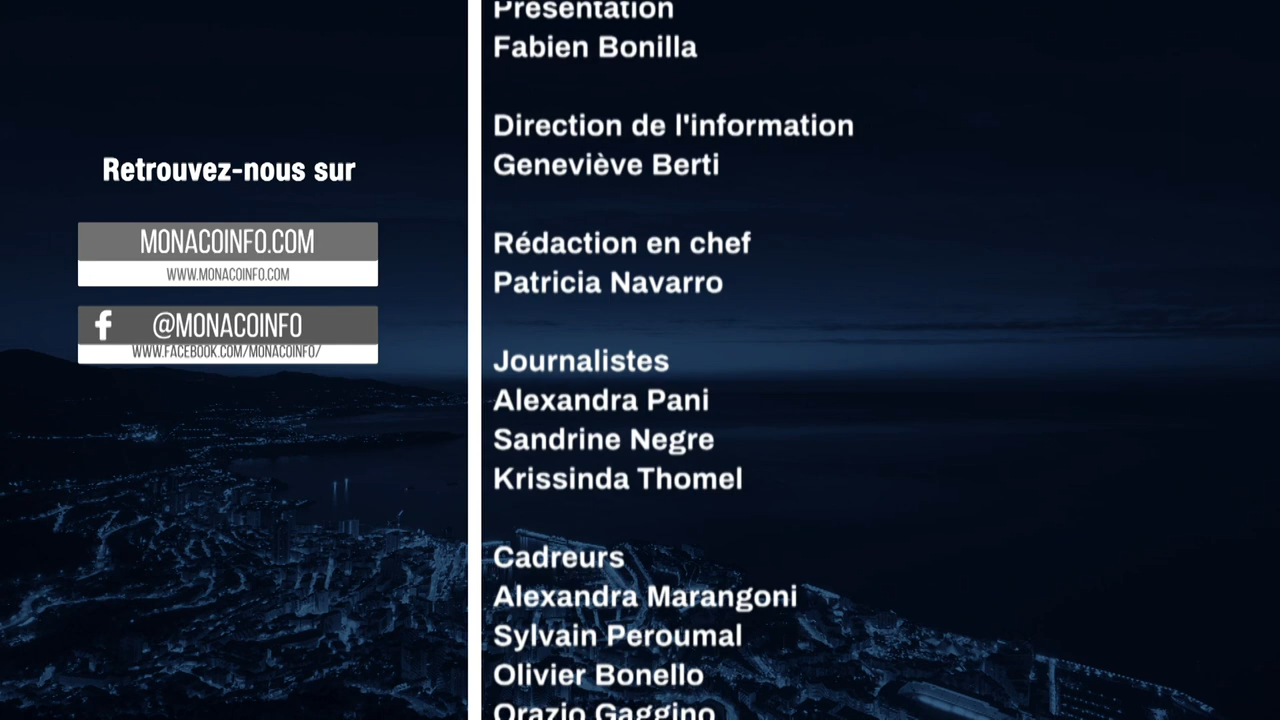 Retrouvez-nous sur
MONACOINFO.COM
WWW.MONACOINFO.COM
@MONACOINFO
WWW.FACEBOOK.COM/MONACOINFO/
Présentation
Fabien Bonilla
Direction de l'information
Geneviève Berti
Rédaction en chef
Patricia Navarro
Journalistes
Alexandra Pani
Sandrine Negre
Krissinda Thomel
Cadreurs
Alexandra Marangoni
Sylvain Peroumal
Olivier Bonello
Orazio Gaggino